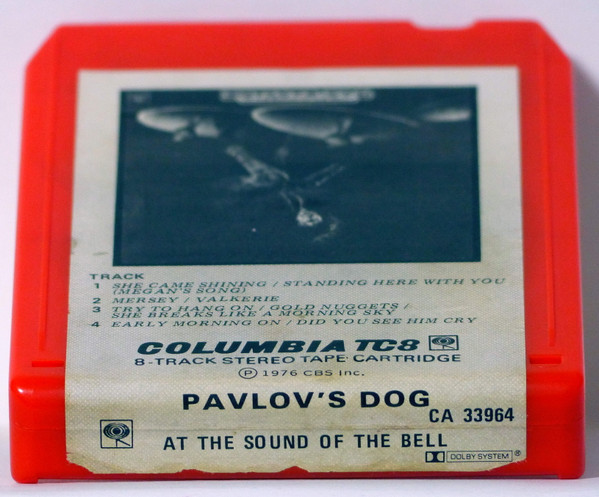 TRACK
1 SHE CAME SHINING / STANDING HERE WITH YOU
(MEGAN'S SONG)
2 MERSEY / VALKERIE
3 TRY TO HANG ON / GOLD NUGGETS /
SHE BREAKS LIKE A MORNING SKY
4 EARLY MORNING ON / DID YOU SEE HIM CRY
COLUMBIA TC8
8-TRACK STEREO TAPE CARTRIDGE
℗ 1976 CBS Inc.
PAVLOV'S DOG
CA 33964
AT THE SOUND OF THE BELL
DOLBY SYSTEM ®